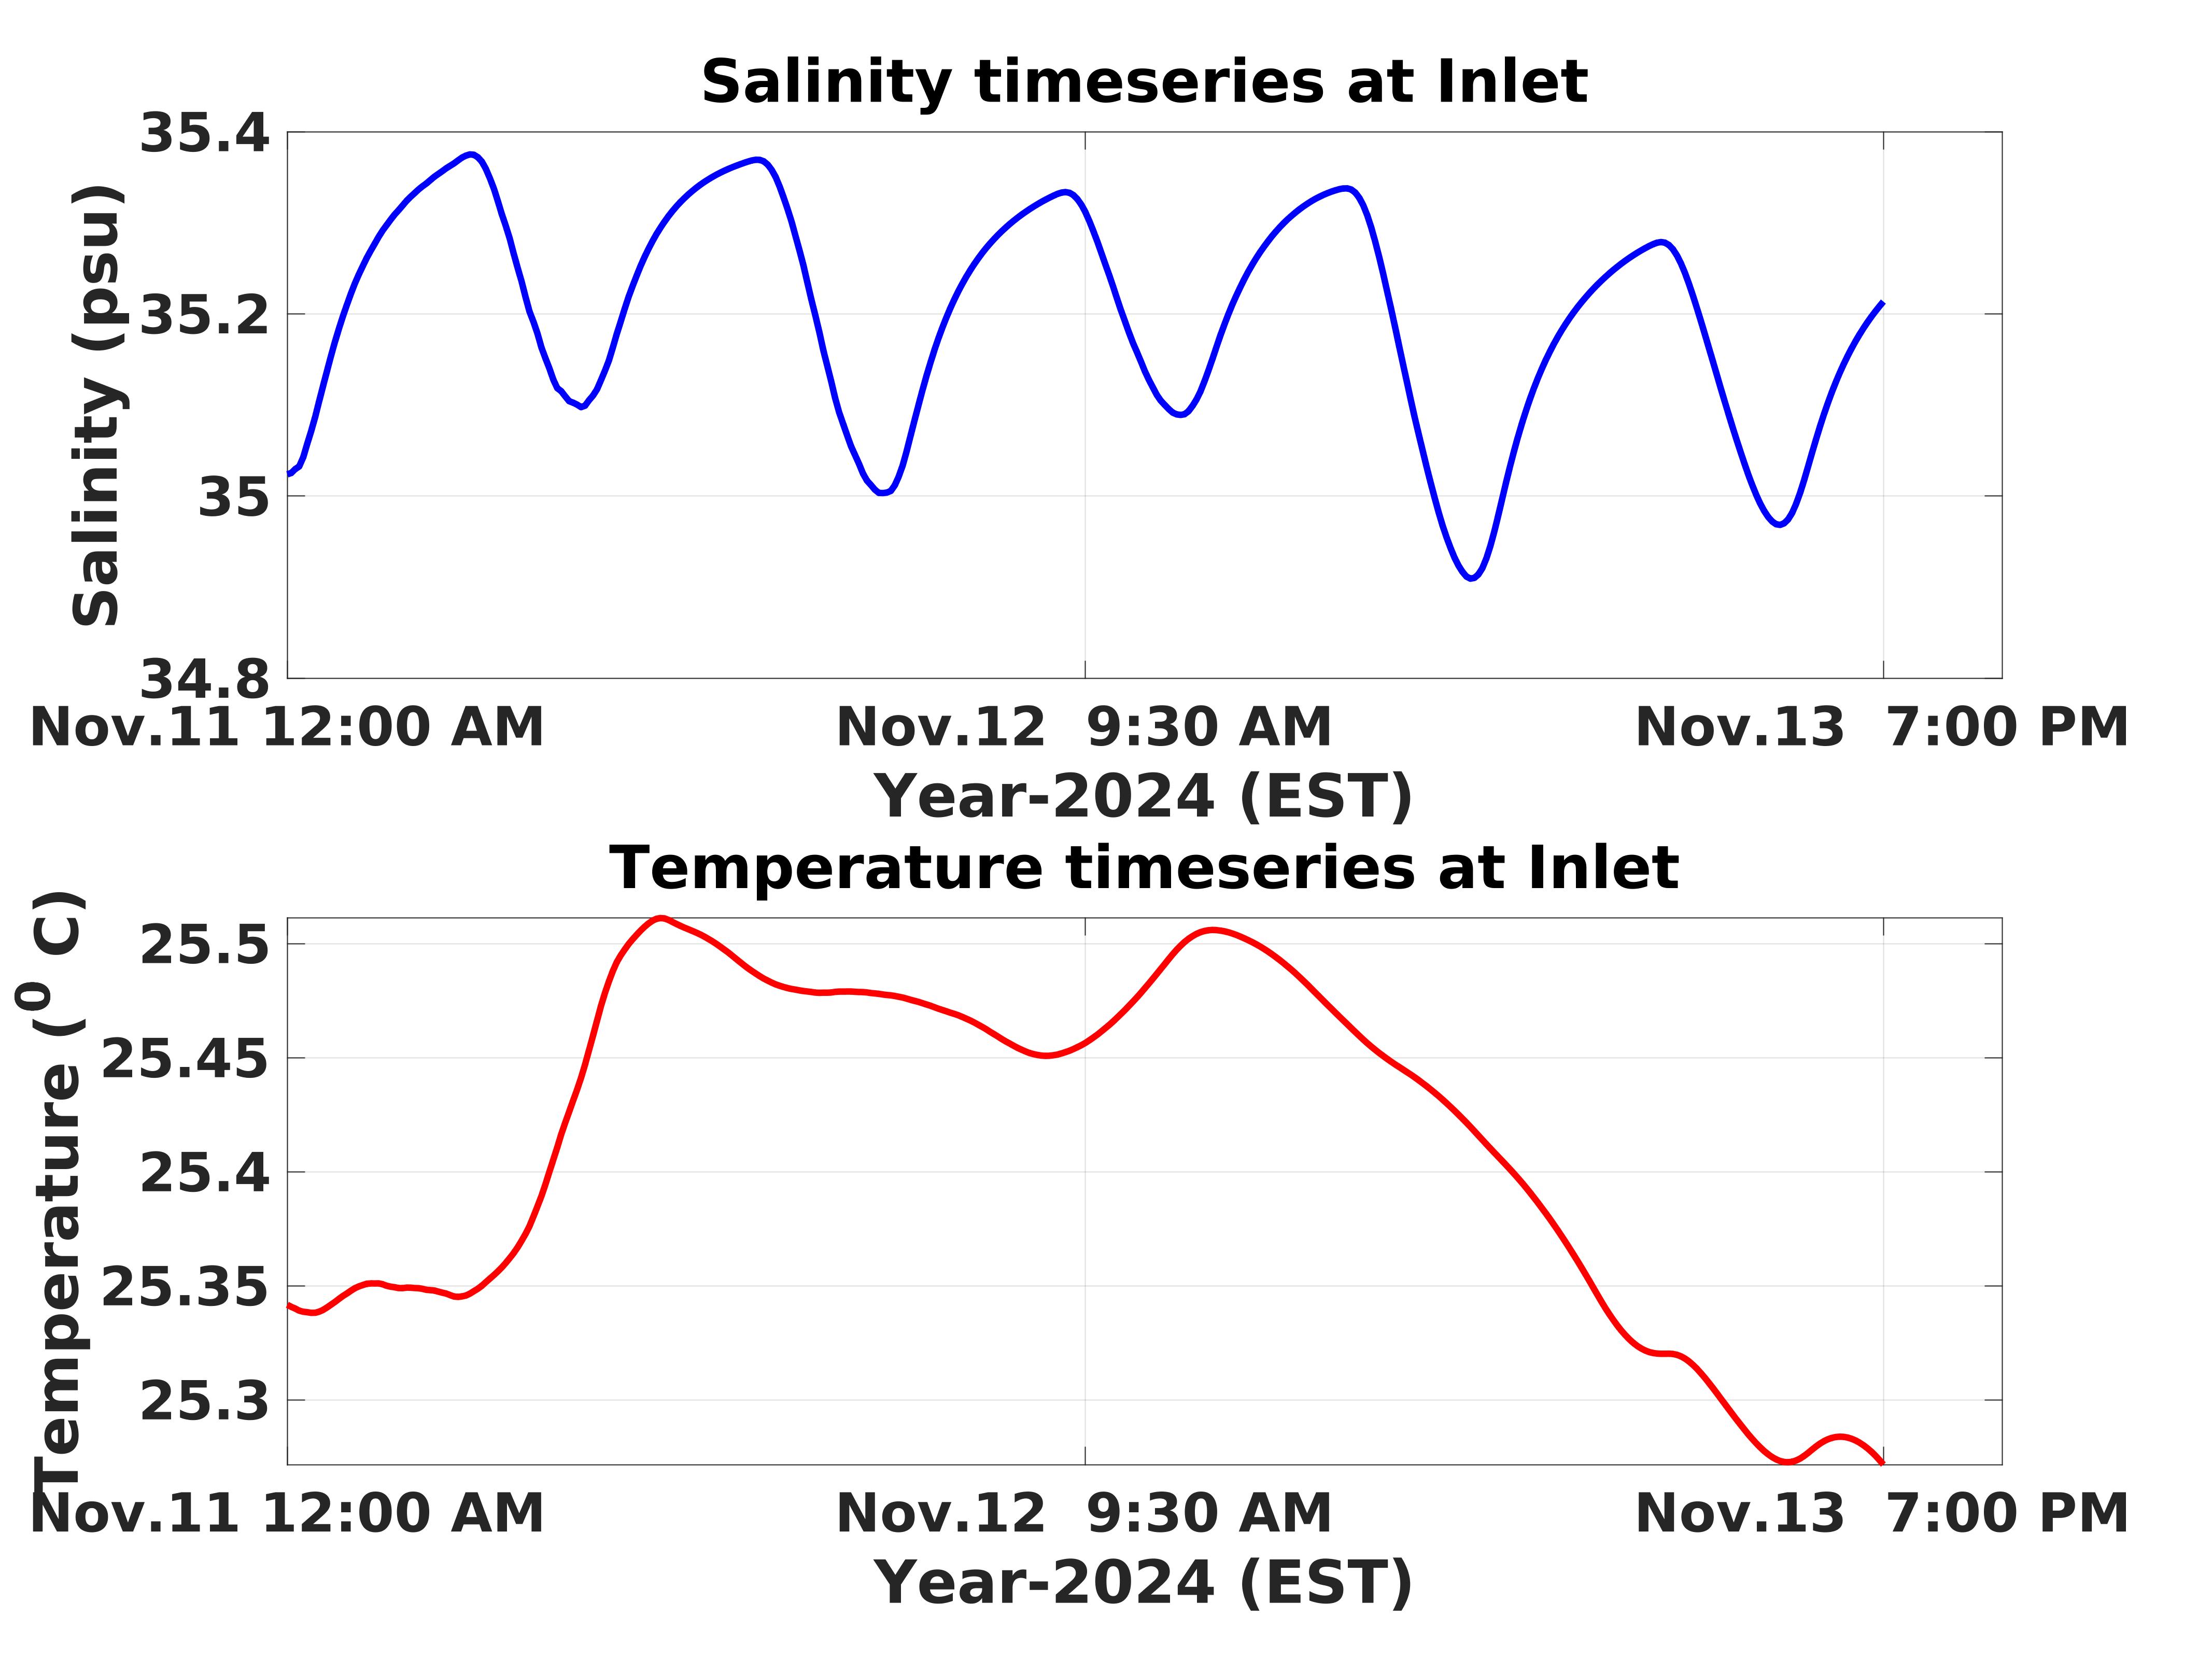 Salinity timeseries at Inlet
Salinity (psu)
35.4
35.2
35
34.8
Nov.11 12:00 AM Nov.12 9:30 AM Nov.13 7:00 PM
Year-2024 (EST)
Temperature timeseries at Inlet
Temperature (⁰ C)
25.5
25.45
25.4
25.35
25.3
Nov.11 12:00 AM Nov.12 9:30 AM Nov.13 7:00 PM
Year-2024 (EST)